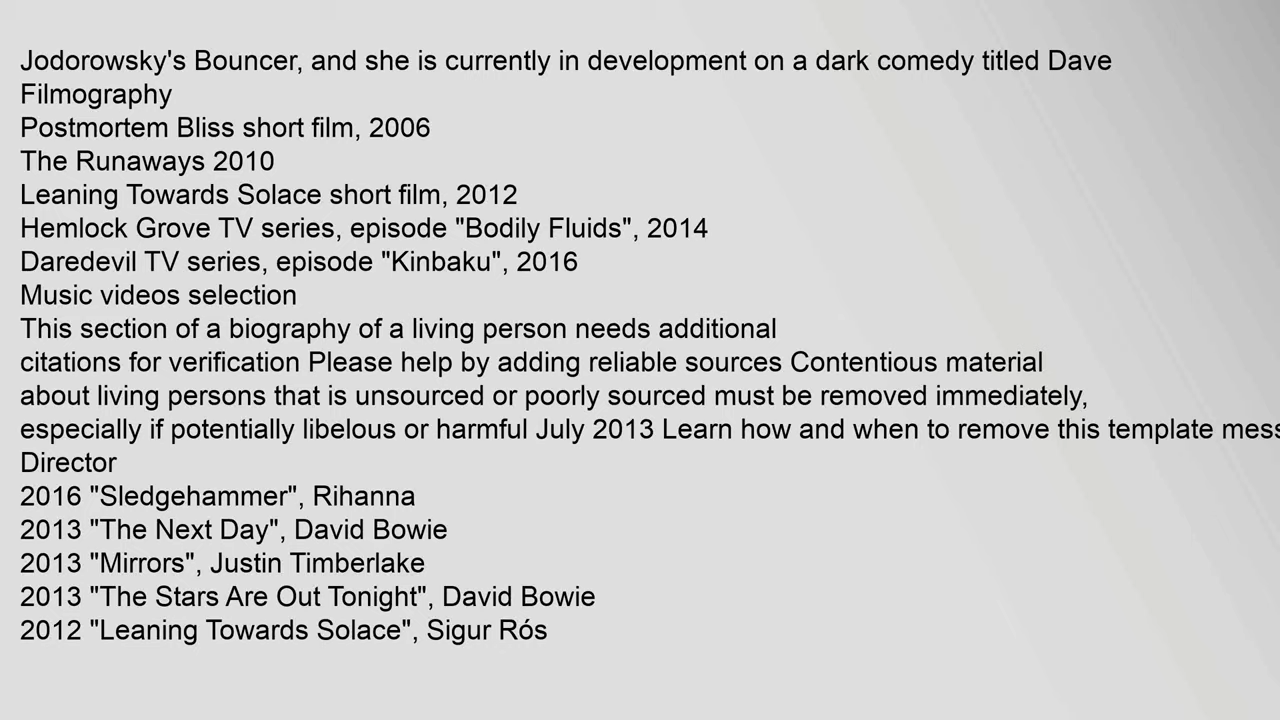 Jodorowsky's Bouncer, and she is currently in development on a dark comedy titled Dave
Filmography
Postmortem Bliss short film, 2006
The Runaways 2010
Leaning Towards Solace short film, 2012
Hemlock Grove TV series, episode "Bodily Fluids", 2014
Daredevil TV series, episode "Kinbaku", 2016
Music videos selection
This section of a biography of a living person needs additional
citations for verification Please help by adding reliable sources Contentious material
about living persons that is unsourced or poorly sourced must be removed immediately,
especially if potentially libelous or harmful July 2013 Learn how and when to remove this template mess
Director
2016 "Sledgehammer", Rihanna
2013 "The Next Day", David Bowie
2013 "Mirrors", Justin Timberlake
2013 "The Stars Are Out Tonight", David Bowie
2012 "Leaning Towards Solace", Sigur Rós